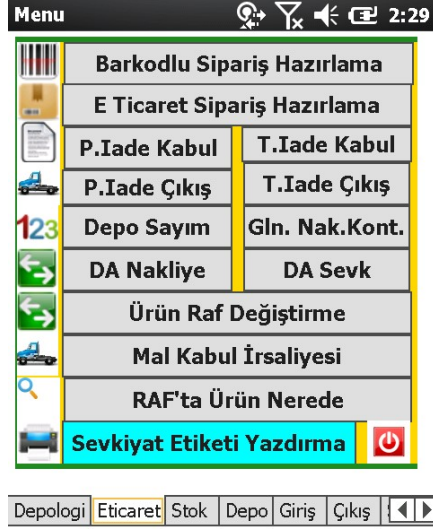 Menu 2:29
Barkodlu Sipariş Hazırlama
E Ticaret Sipariş Hazırlama
P.Iade Kabul T.Iade Kabul
P.Iade Çıkış T.Iade Çıkış
123 Depo Sayım Gln. Nak.Kont.
DA Nakliye DA Sevk
Ürün Raf Değiştirme
Mal Kabul İrsaliyesi
RAF'ta Ürün Nerede
Sevkiyat Etiketi Yazdırma
Depologi Eticaret Stok Depo Giriş Çıkış